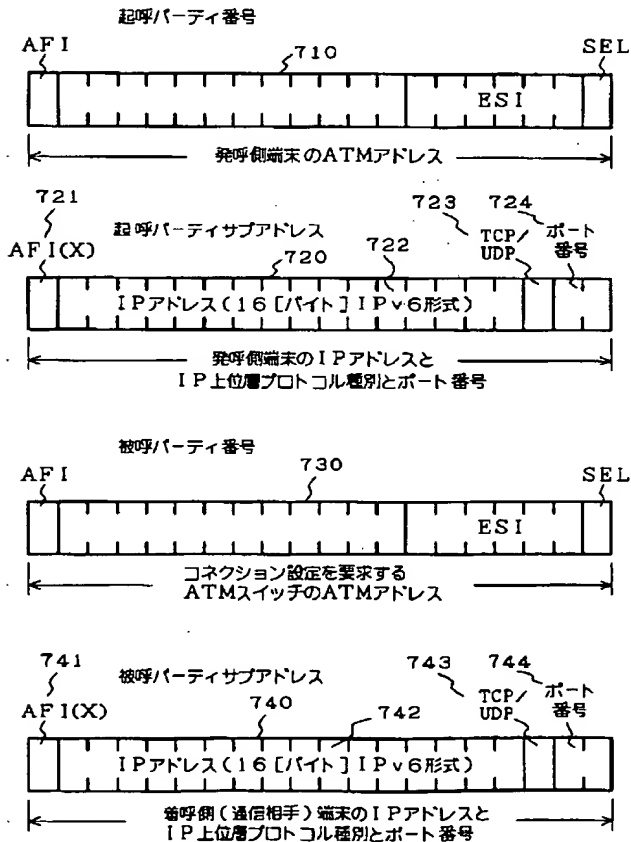 起呼パーティ番号
AFI 710 SEL
ESI
発呼側端末のATMアドレス
721 723 724
起呼パーティサブアドレス TCP/ ポート
AFI(X) 720 722 UDP 番号
IPアドレス(16[バイト]IPv6形式)
発呼側端末のIPアドレスと
IP上位層プロトコル種別とポート番号
被呼パーティ番号
AFI 730 SEL
ESI
コネクション設定を要求する
ATMスイッチのATMアドレス
741 743 744
被呼パーティサブアドレス TCP/ ポート
AFI(X) 740 742 UDP 番号
IPアドレス(16[バイト]IPv6形式)
着呼側(通信相手)端末のIPアドレスと
IP上位層プロトコル種別とポート番号